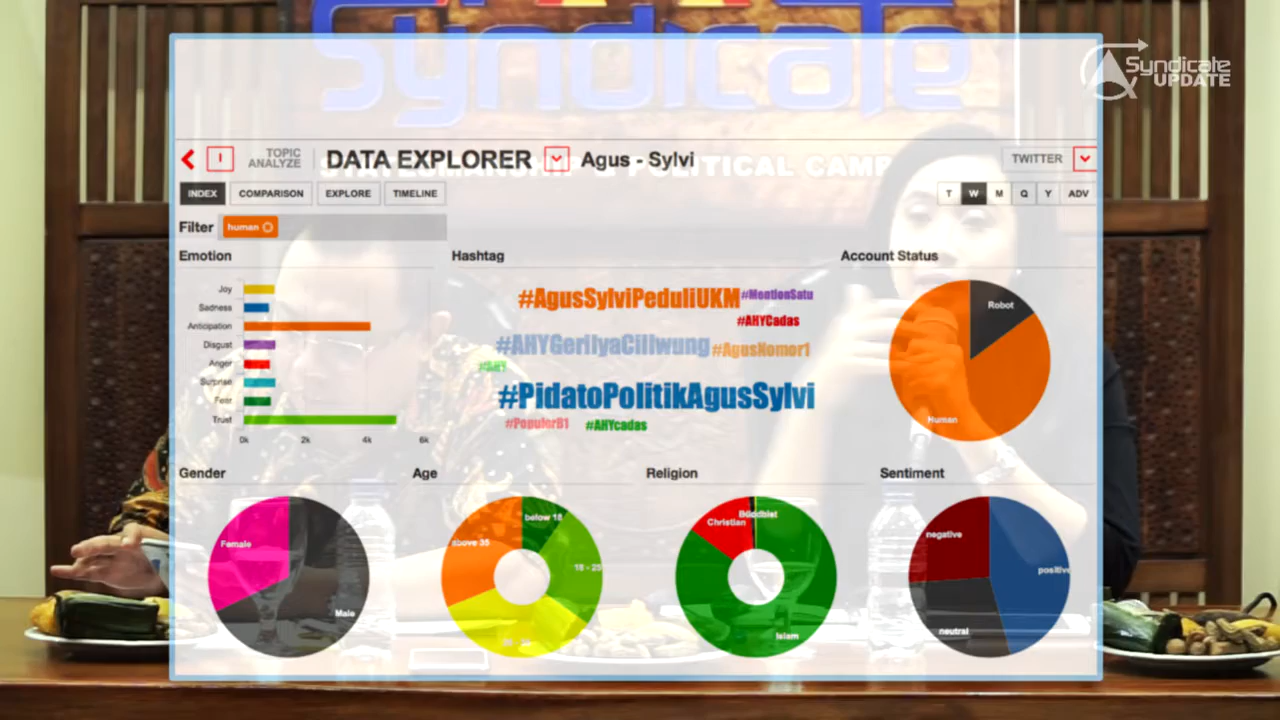 Syndicate
Syndicate
UPDATE
TOPIC
ANALYZE
DATA EXPLORER
Agus - Sylvi
TWITTER
POLITICAL CAMP
INDEX
COMPARISON
EXPLORE
TIMELINE
T W M Q Y ADV
Filter
human
Emotion
Hashtag
Account Status
Joy
Sadness
Anticipation
Disgust
Anger
Surprise
Fear
Trust
0k 2k 4k 6k
#AgusSylviPeduliUKM
#MentionSatu
#AHYCadas
#AHYGerilyaCiliwung
#AgusNomor1
#AHY
#PidatoPolitikAgusSylvi
#AHYcadas
Robot
Human
Gender
Age
Religion
Sentiment
Female
Male
below 18
18 - 25
above 35
Christian
Buddhist
Islam
negative
positive
neutral